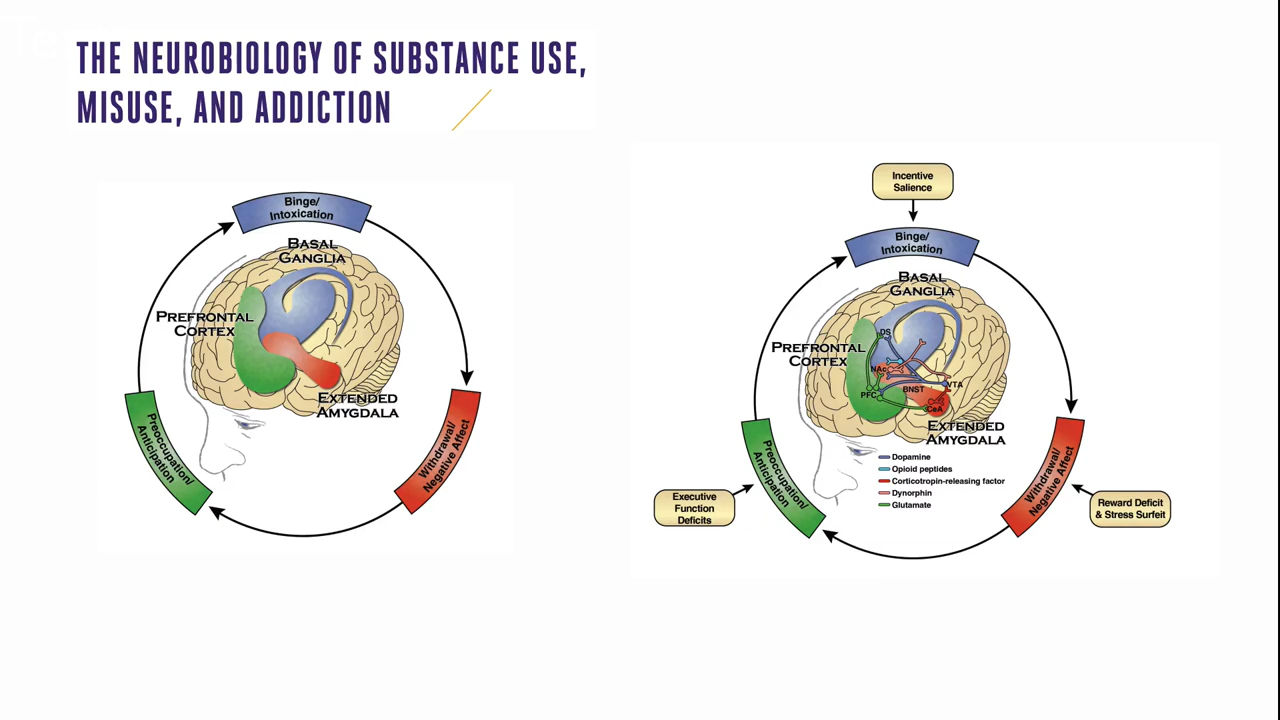 THE NEUROBIOLOGY OF SUBSTANCE USE,
MISUSE, AND ADDICTION
Binge/
Intoxication
BASAL
GANGLIA
PREFRONTAL
CORTEX
EXTENDED
AMYGDALA
Preoccupation/
Anticipation
Withdrawal/
Negative Affect
Incentive
Salience
Binge/
Intoxication
BASAL
GANGLIA
DS
PREFRONTAL
CORTEX
NAc
VTA
BNST
PFC
CeA
EXTENDED
AMYGDALA
Dopamine
Opioid peptides
Corticotropin-releasing factor
Dynorphin
Glutamate
Preoccupation/
Anticipation
Withdrawal/
Negative Affect
Executive
Function
Deficits
Reward Deficit
& Stress Surfeit